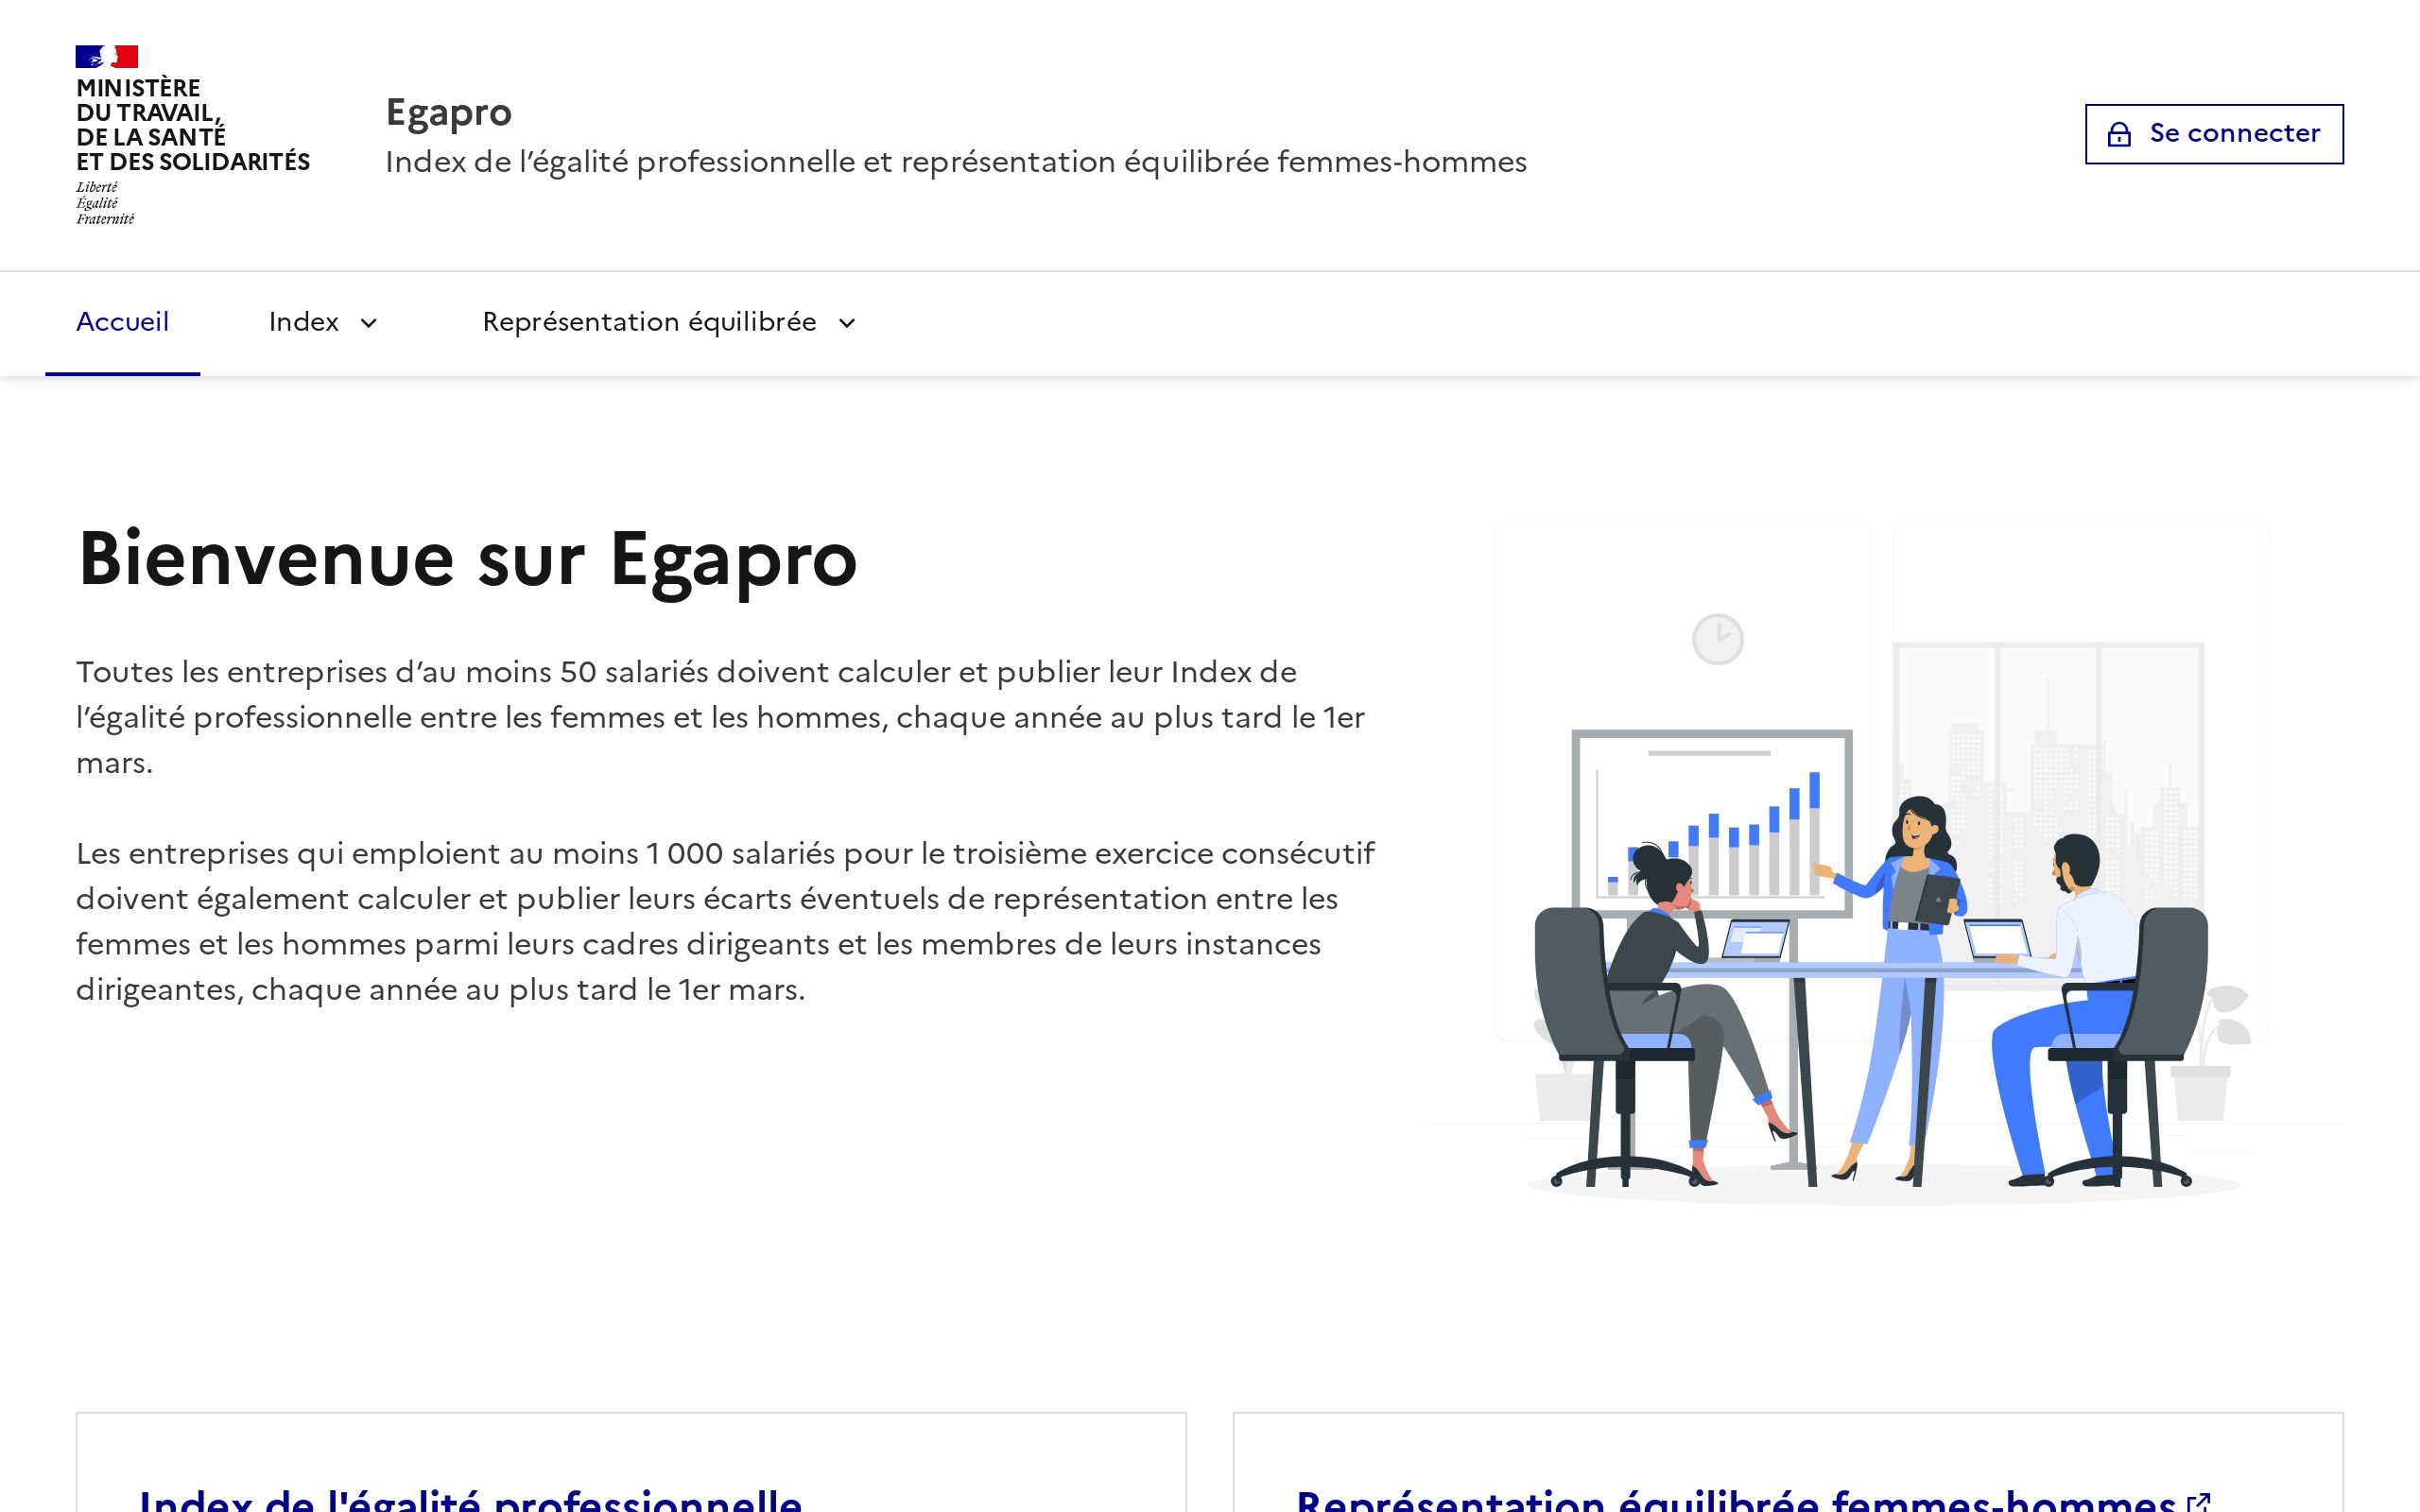 MINISTÈRE
DU TRAVAIL,
DE LA SANTÉ
ET DES SOLIDARITÉS
Liberté
Égalité
Fraternité
Egapro
Index de l’égalité professionnelle et représentation équilibrée femmes-hommes
Se connecter
Accueil
Index
Représentation équilibrée
Bienvenue sur Egapro
Toutes les entreprises d’au moins 50 salariés doivent calculer et publier leur Index de
l’égalité professionnelle entre les femmes et les hommes, chaque année au plus tard le 1er
mars.
Les entreprises qui emploient au moins 1 000 salariés pour le troisième exercice consécutif
doivent également calculer et publier leurs écarts éventuels de représentation entre les
femmes et les hommes parmi leurs cadres dirigeants et les membres de leurs instances
dirigeantes, chaque année au plus tard le 1er mars.
Index de l'égalité professionnelle
Représentation équilibrée femmes-hommes